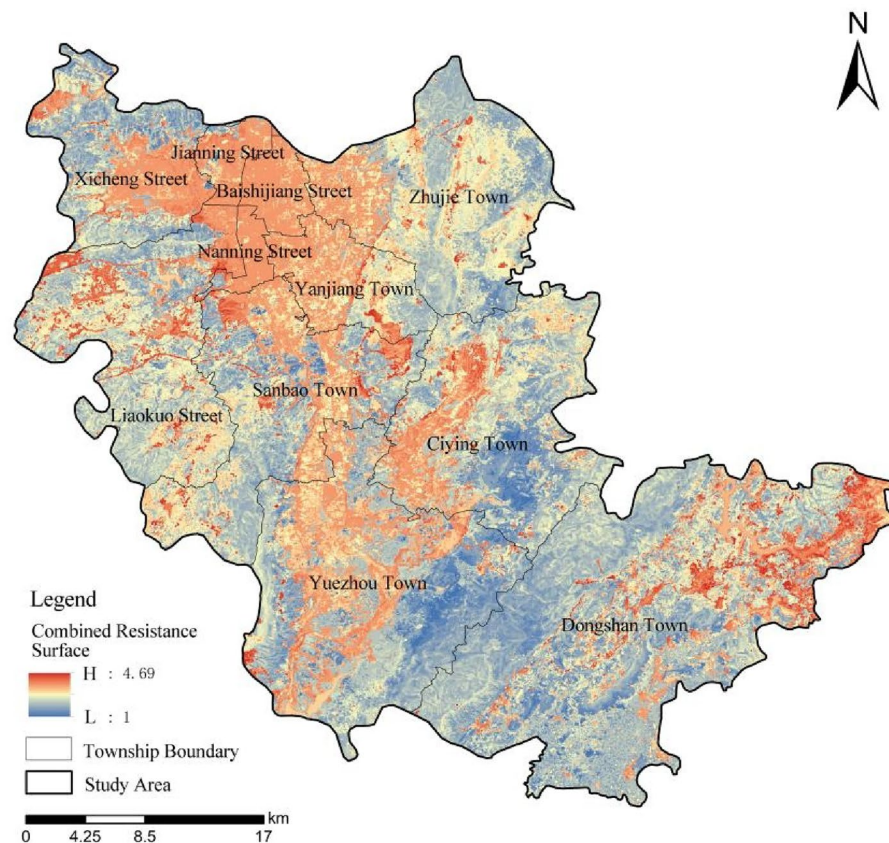 N
Jianning Street
Xicheng Street
Baishijiang Street
Zhujie Town
Nanning Street
Yanjiang Town
Sanbao Town
Liaokuo Street
Ciying Town
Yuezhou Town
Dongshan Town
Legend
Combined Resistance
Surface
H : 4.69
L : 1
Township Boundary
Study Area
km
0 4.25 8.5 17